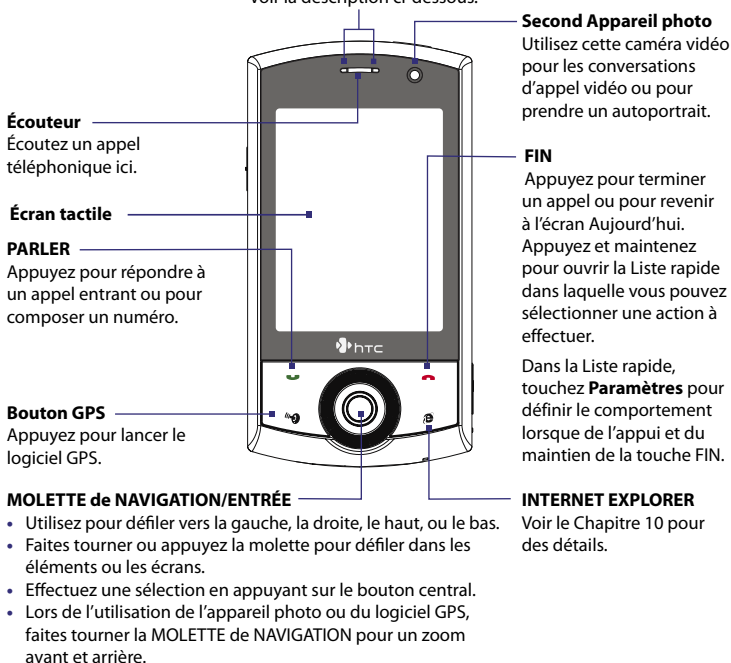 Voir la description ci-dessous.
Second Appareil photo
Utilisez cette caméra vidéo
pour les conversations
d'appel vidéo ou pour
prendre un autoportrait.
Écouteur
Écoutez un appel
téléphonique ici.
Écran tactile
PARLER
Appuyez pour répondre à
un appel entrant ou pour
composer un numéro.
FIN
Appuyez pour terminer
un appel ou pour revenir
à l'écran Aujourd'hui.
Appuyez et maintenez
pour ouvrir la Liste rapide
dans laquelle vous pouvez
sélectionner une action à
effectuer.
Dans la Liste rapide,
touchez Paramètres pour
définir le comportement
lorsque de l'appui et du
maintien de la touche FIN.
hTC
Bouton GPS
Appuyez pour lancer le
logiciel GPS.
MOLETTE de NAVIGATION/ENTRÉE
• Utilisez pour défiler vers la gauche, la droite, le haut, ou le bas.
• Faites tourner ou appuyez la molette pour défiler dans les
éléments ou les écrans.
• Effectuez une sélection en appuyant sur le bouton central.
• Lors de l'utilisation de l'appareil photo ou du logiciel GPS,
faites tourner la MOLETTE de NAVIGATION pour un zoom
avant et arrière.
INTERNET EXPLORER
Voir le Chapitre 10 pour
des détails.